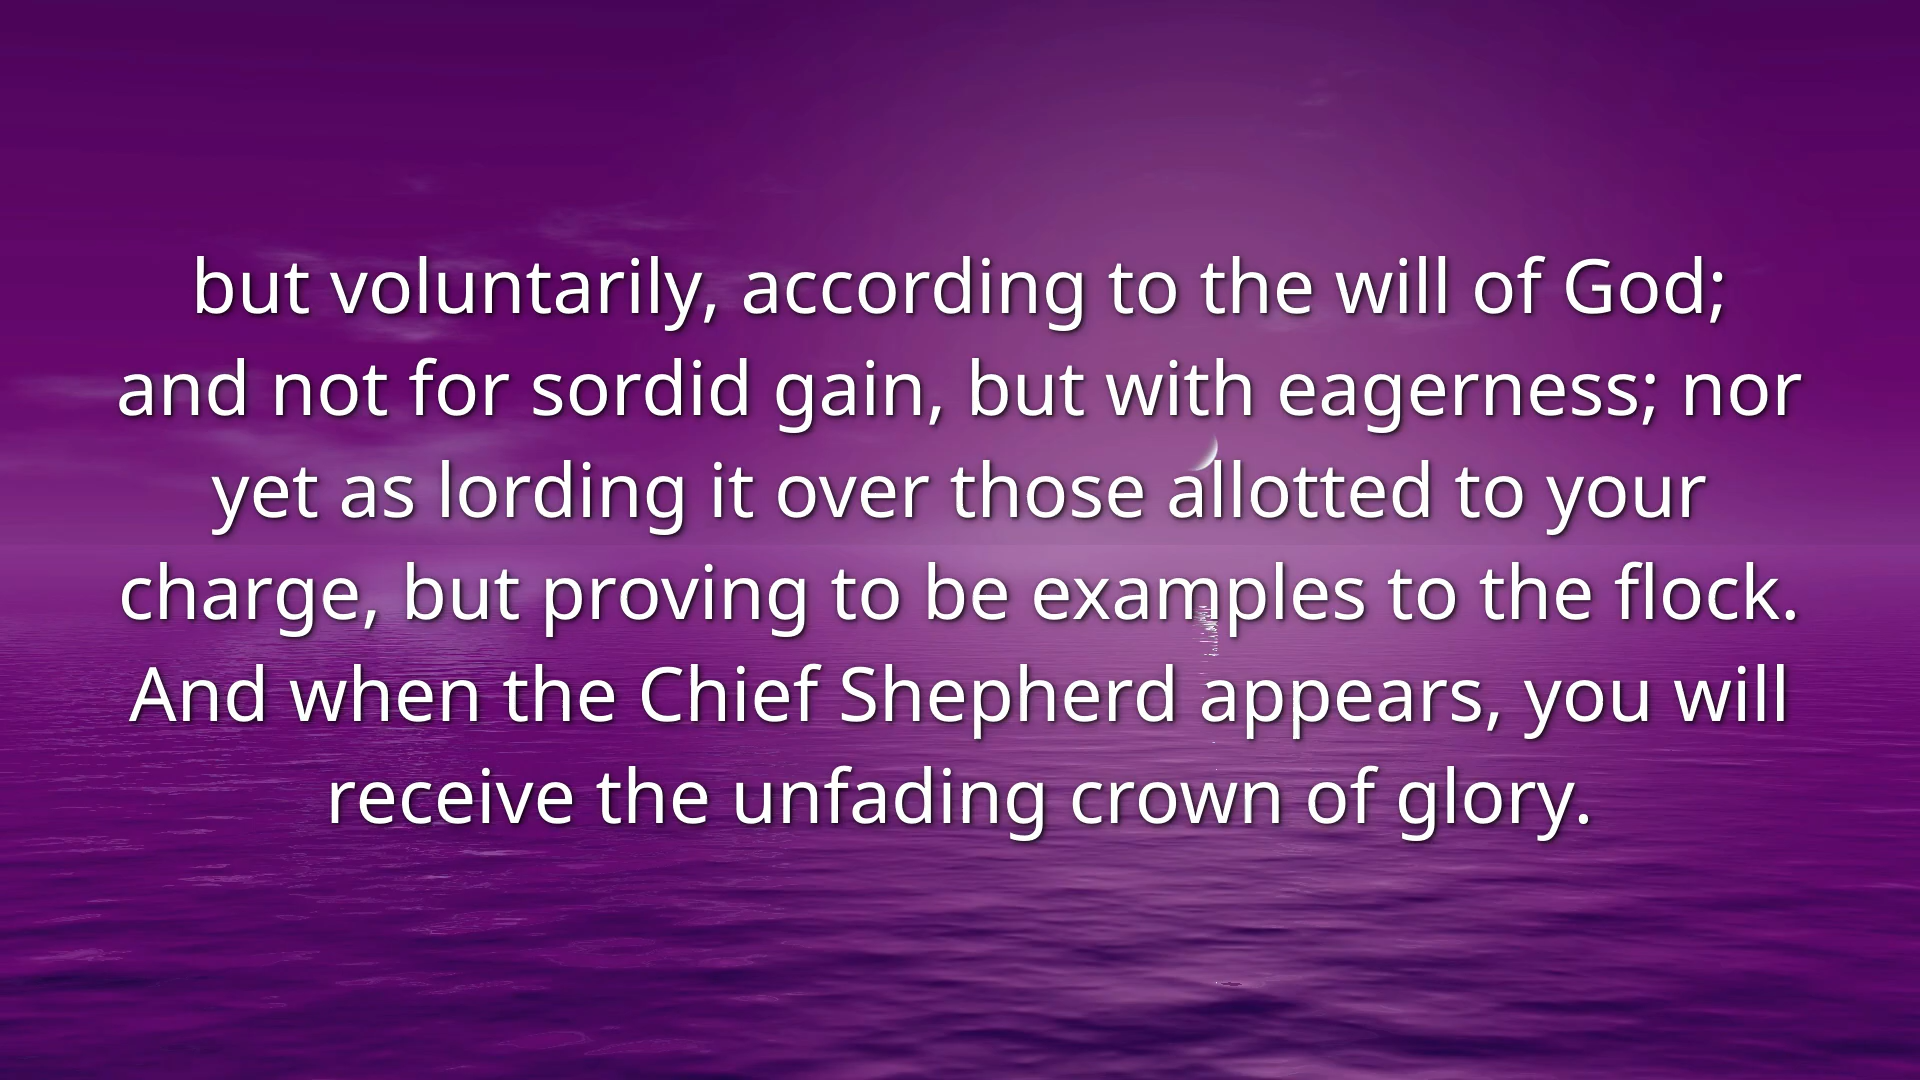 but voluntarily, according to the will of God;
and not for sordid gain, but with eagerness; nor
yet as lording it over those allotted to your
charge, but proving to be examples to the flock.
And when the Chief Shepherd appears, you will
receive the unfading crown of glory.